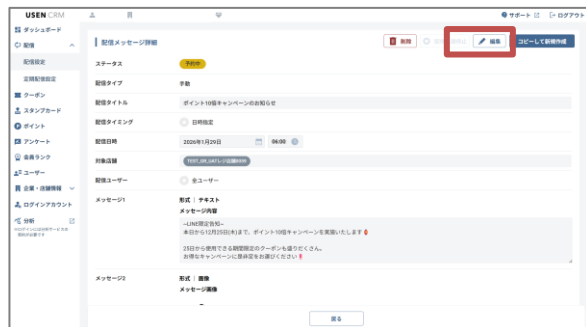 USEN CRM
サポート
ログアウト
ダッシュボード
配信
配信設定
定期配信設定
クーポン
スタンプカード
ポイント
アンケート
会員ランク
ユーザー
企業・店舗情報
ログインアカウント
分析
配信メッセージ詳細
削除
編集
コピーして新規作成
ステータス
予約中
配信タイプ
手動
配信タイトル
ポイント10倍キャンペーンのお知らせ
配信タイミング
日時指定
配信日時
2026年1月29日
06:00
対象店舗
配信ユーザー
全ユーザー
メッセージ1
形式 | テキスト
メッセージ内容
~LINE限定告知~
本日から12月25日(木)まで、ポイント10倍キャンペーンを実施いたします
25日から使用できる期間限定のクーポンも盛りだくさん。
お得なキャンペーンに是非足をお運びください
メッセージ2
形式 | 画像
メッセージ画像
戻る